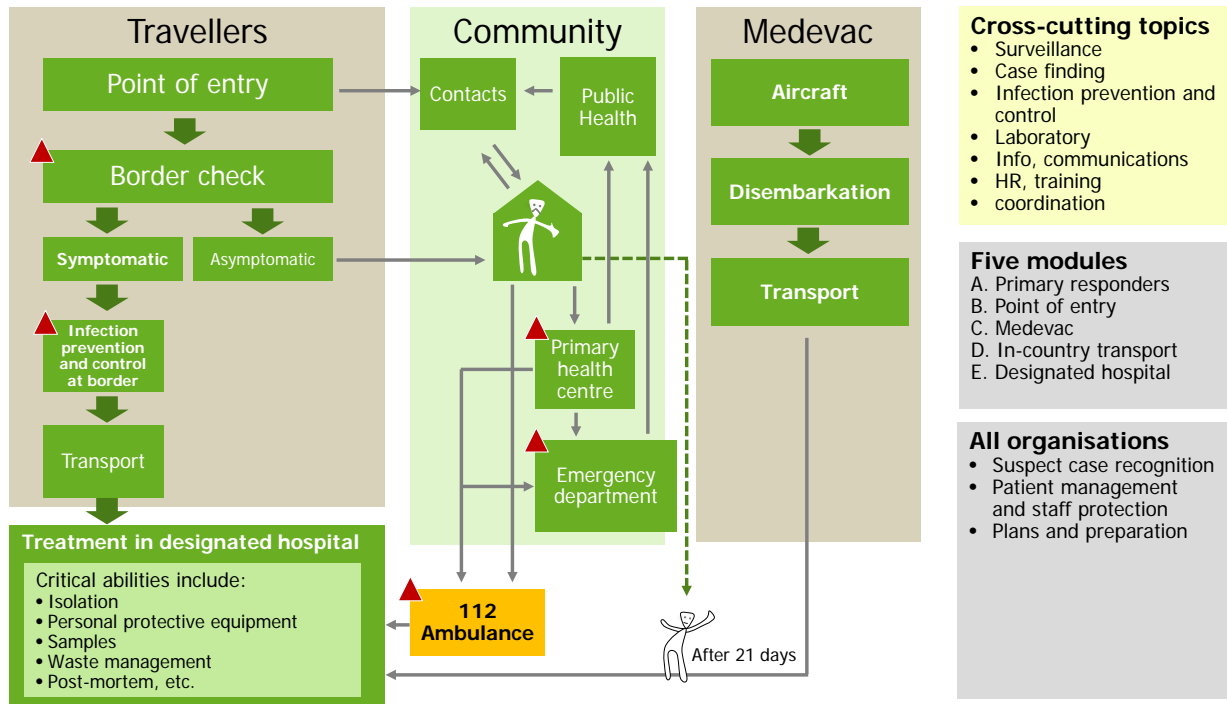 Travellers
Point of entry
Border check
Symptomatic
Asymptomatic
Infection
prevention
and control
at border
Transport
Treatment in designated hospital
Critical abilities include:
• Isolation
• Personal protective equipment
• Samples
• Waste management
• Post-mortem, etc.
Community
Contacts
Public
Health
Primary
health
centre
Emergency
department
112
Ambulance
After 21 days
Medevac
Aircraft
Disembarkation
Transport
Cross-cutting topics
• Surveillance
• Case finding
• Infection prevention and
control
• Laboratory
• Info, communications
• HR, training
• coordination
Five modules
A. Primary responders
B. Point of entry
C. Medevac
D. In-country transport
E. Designated hospital
All organisations
• Suspect case recognition
• Patient management
and staff protection
• Plans and preparation